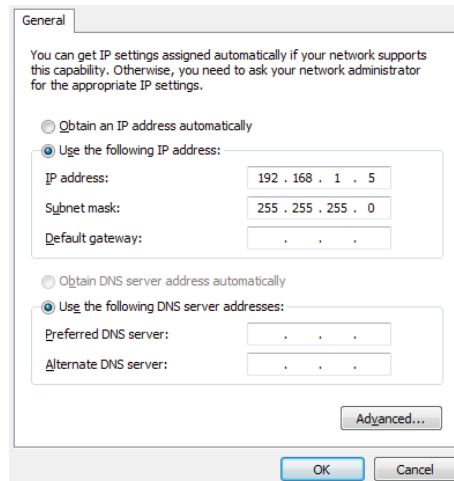 General
You can get IP settings assigned automatically if your network supports
this capability. Otherwise, you need to ask your network administrator
for the appropriate IP settings.
Obtain an IP address automatically
Use the following IP address:
IP address: 192 . 168 . 1 . 5
Subnet mask: 255 . 255 . 255 . 0
Default gateway: . . .
Obtain DNS server address automatically
Use the following DNS server addresses:
Preferred DNS server: . . .
Alternate DNS server: . . .
Advanced...
OK Cancel